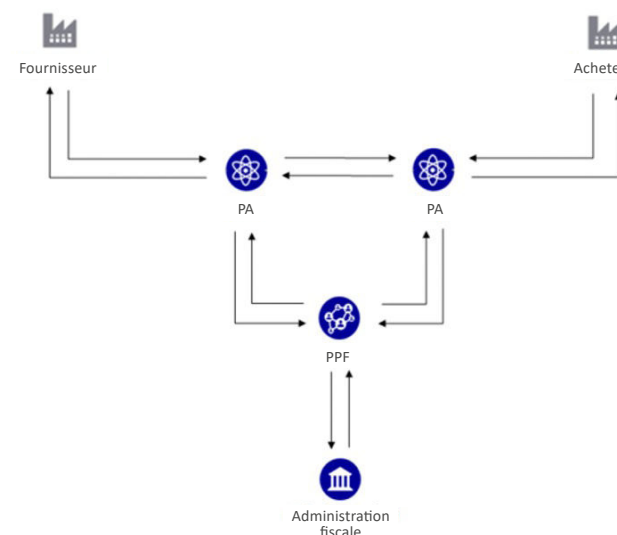 Fournisseur
Achete
PA
PA
PPF
Administration
fiscale